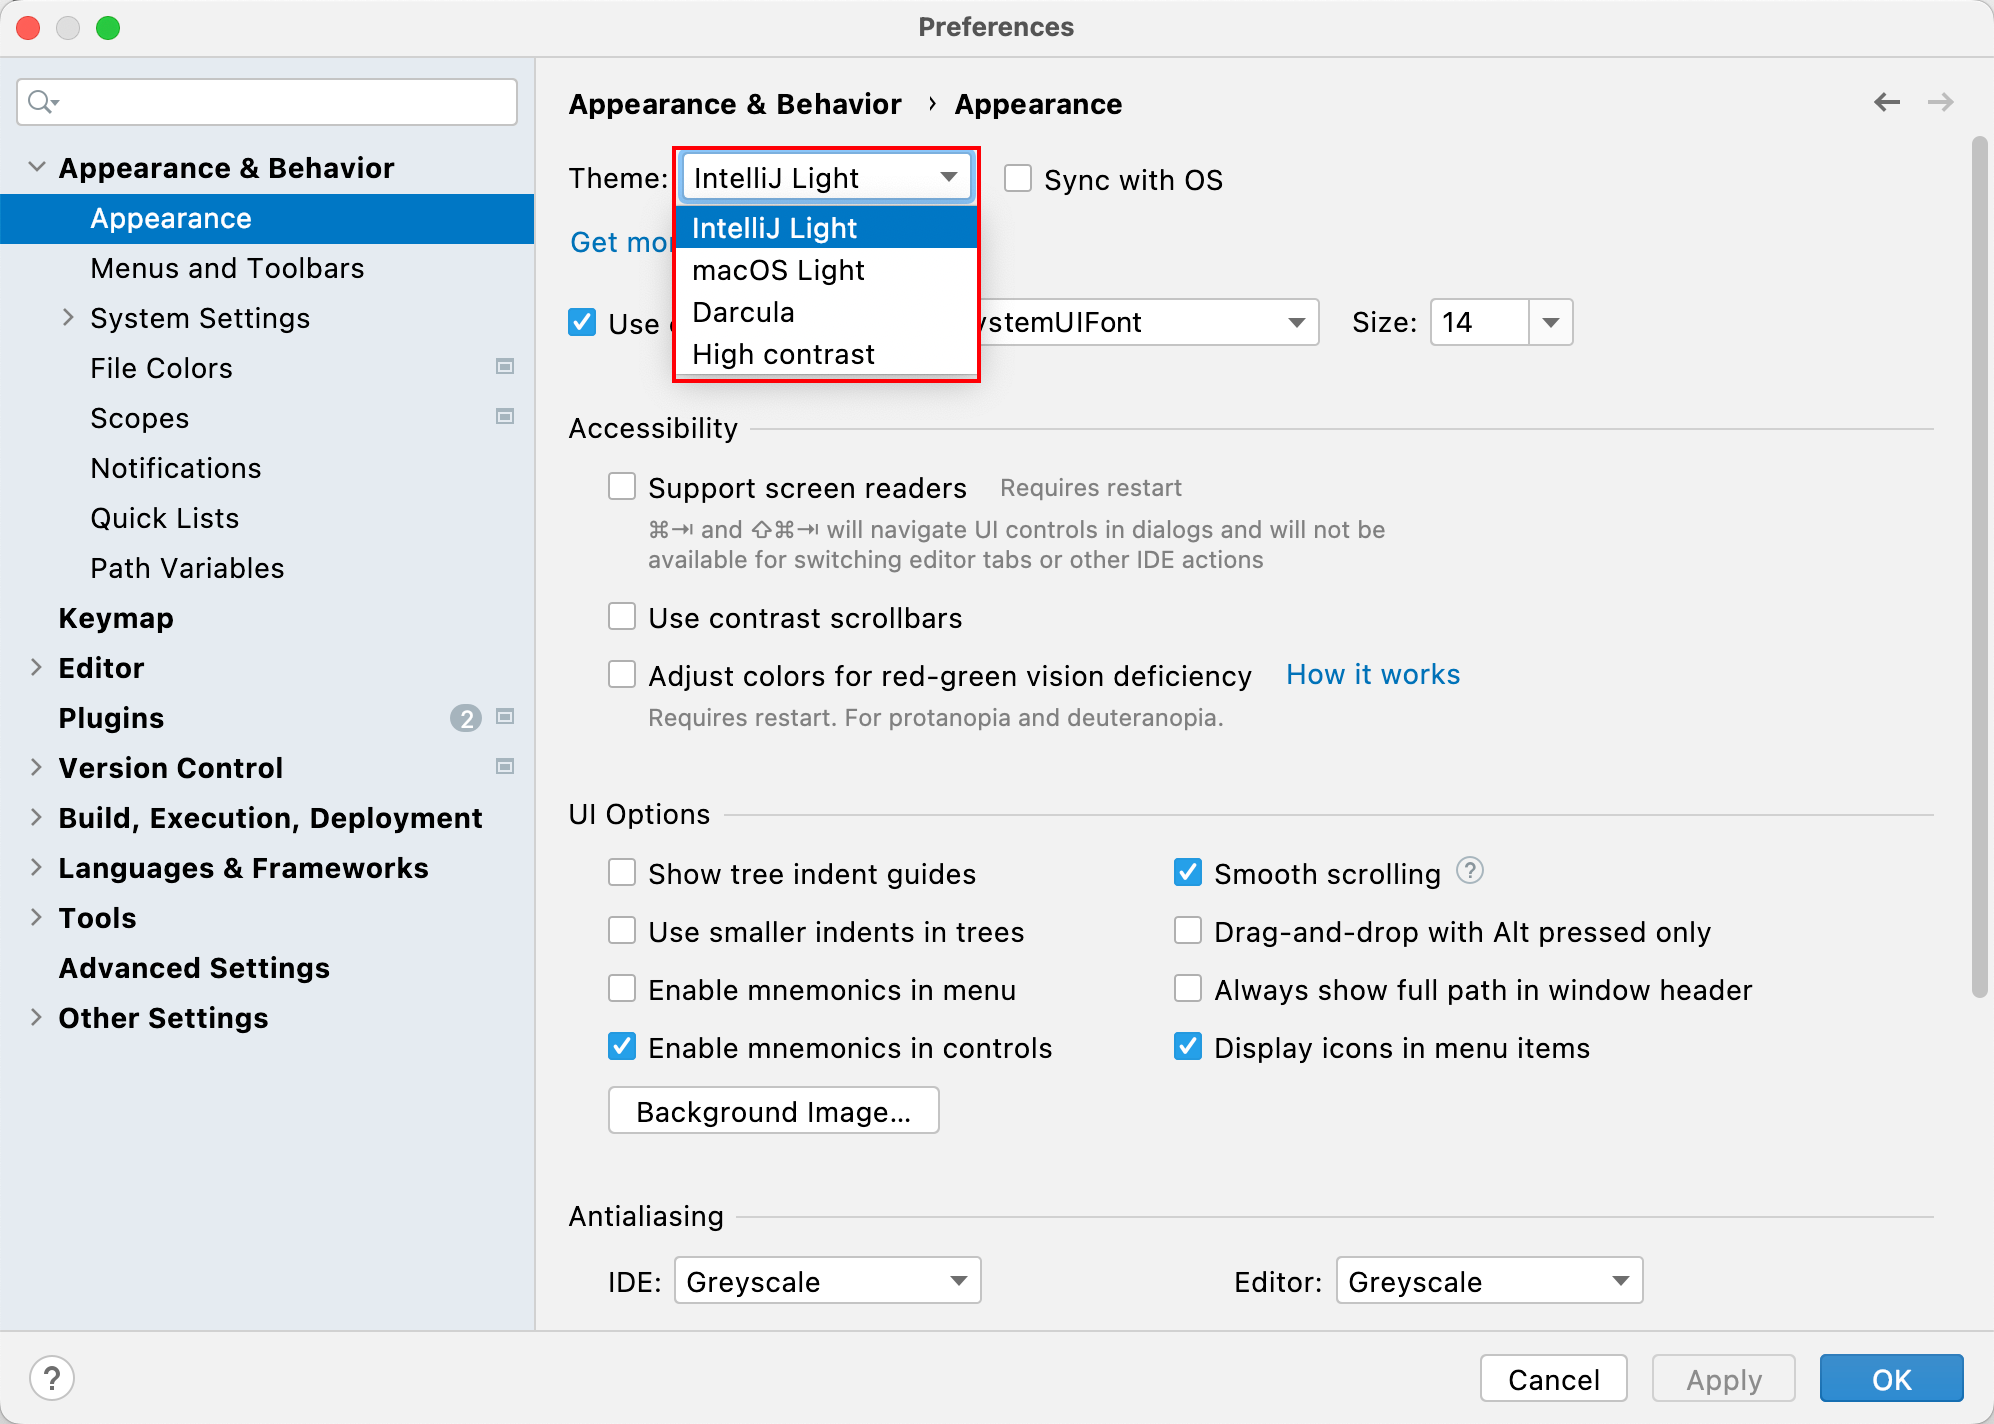 Preferences
Appearance & Behavior
Appearance
Menus and Toolbars
System Settings
File Colors
Scopes
Notifications
Quick Lists
Path Variables
Keymap
Editor
Plugins 2
Version Control
Build, Execution, Deployment
Languages & Frameworks
Tools
Advanced Settings
Other Settings
Appearance & Behavior › Appearance
Theme: IntelliJ Light Sync with OS
IntelliJ Light
macOS Light
Darcula
High contrast
Get
Use Size: 14
Accessibility
Support screen readers Requires restart
⌘⇥ and ⇧⌘⇥ will navigate UI controls in dialogs and will not be
available for switching editor tabs or other IDE actions
Use contrast scrollbars
Adjust colors for red-green vision deficiency How it works
Requires restart. For protanopia and deuteranopia.
UI Options
Show tree indent guides Smooth scrolling ?
Use smaller indents in trees Drag-and-drop with Alt pressed only
Enable mnemonics in menu Always show full path in window header
Enable mnemonics in controls Display icons in menu items
Background Image...
Antialiasing
IDE: Greyscale Editor: Greyscale
? Cancel Apply OK